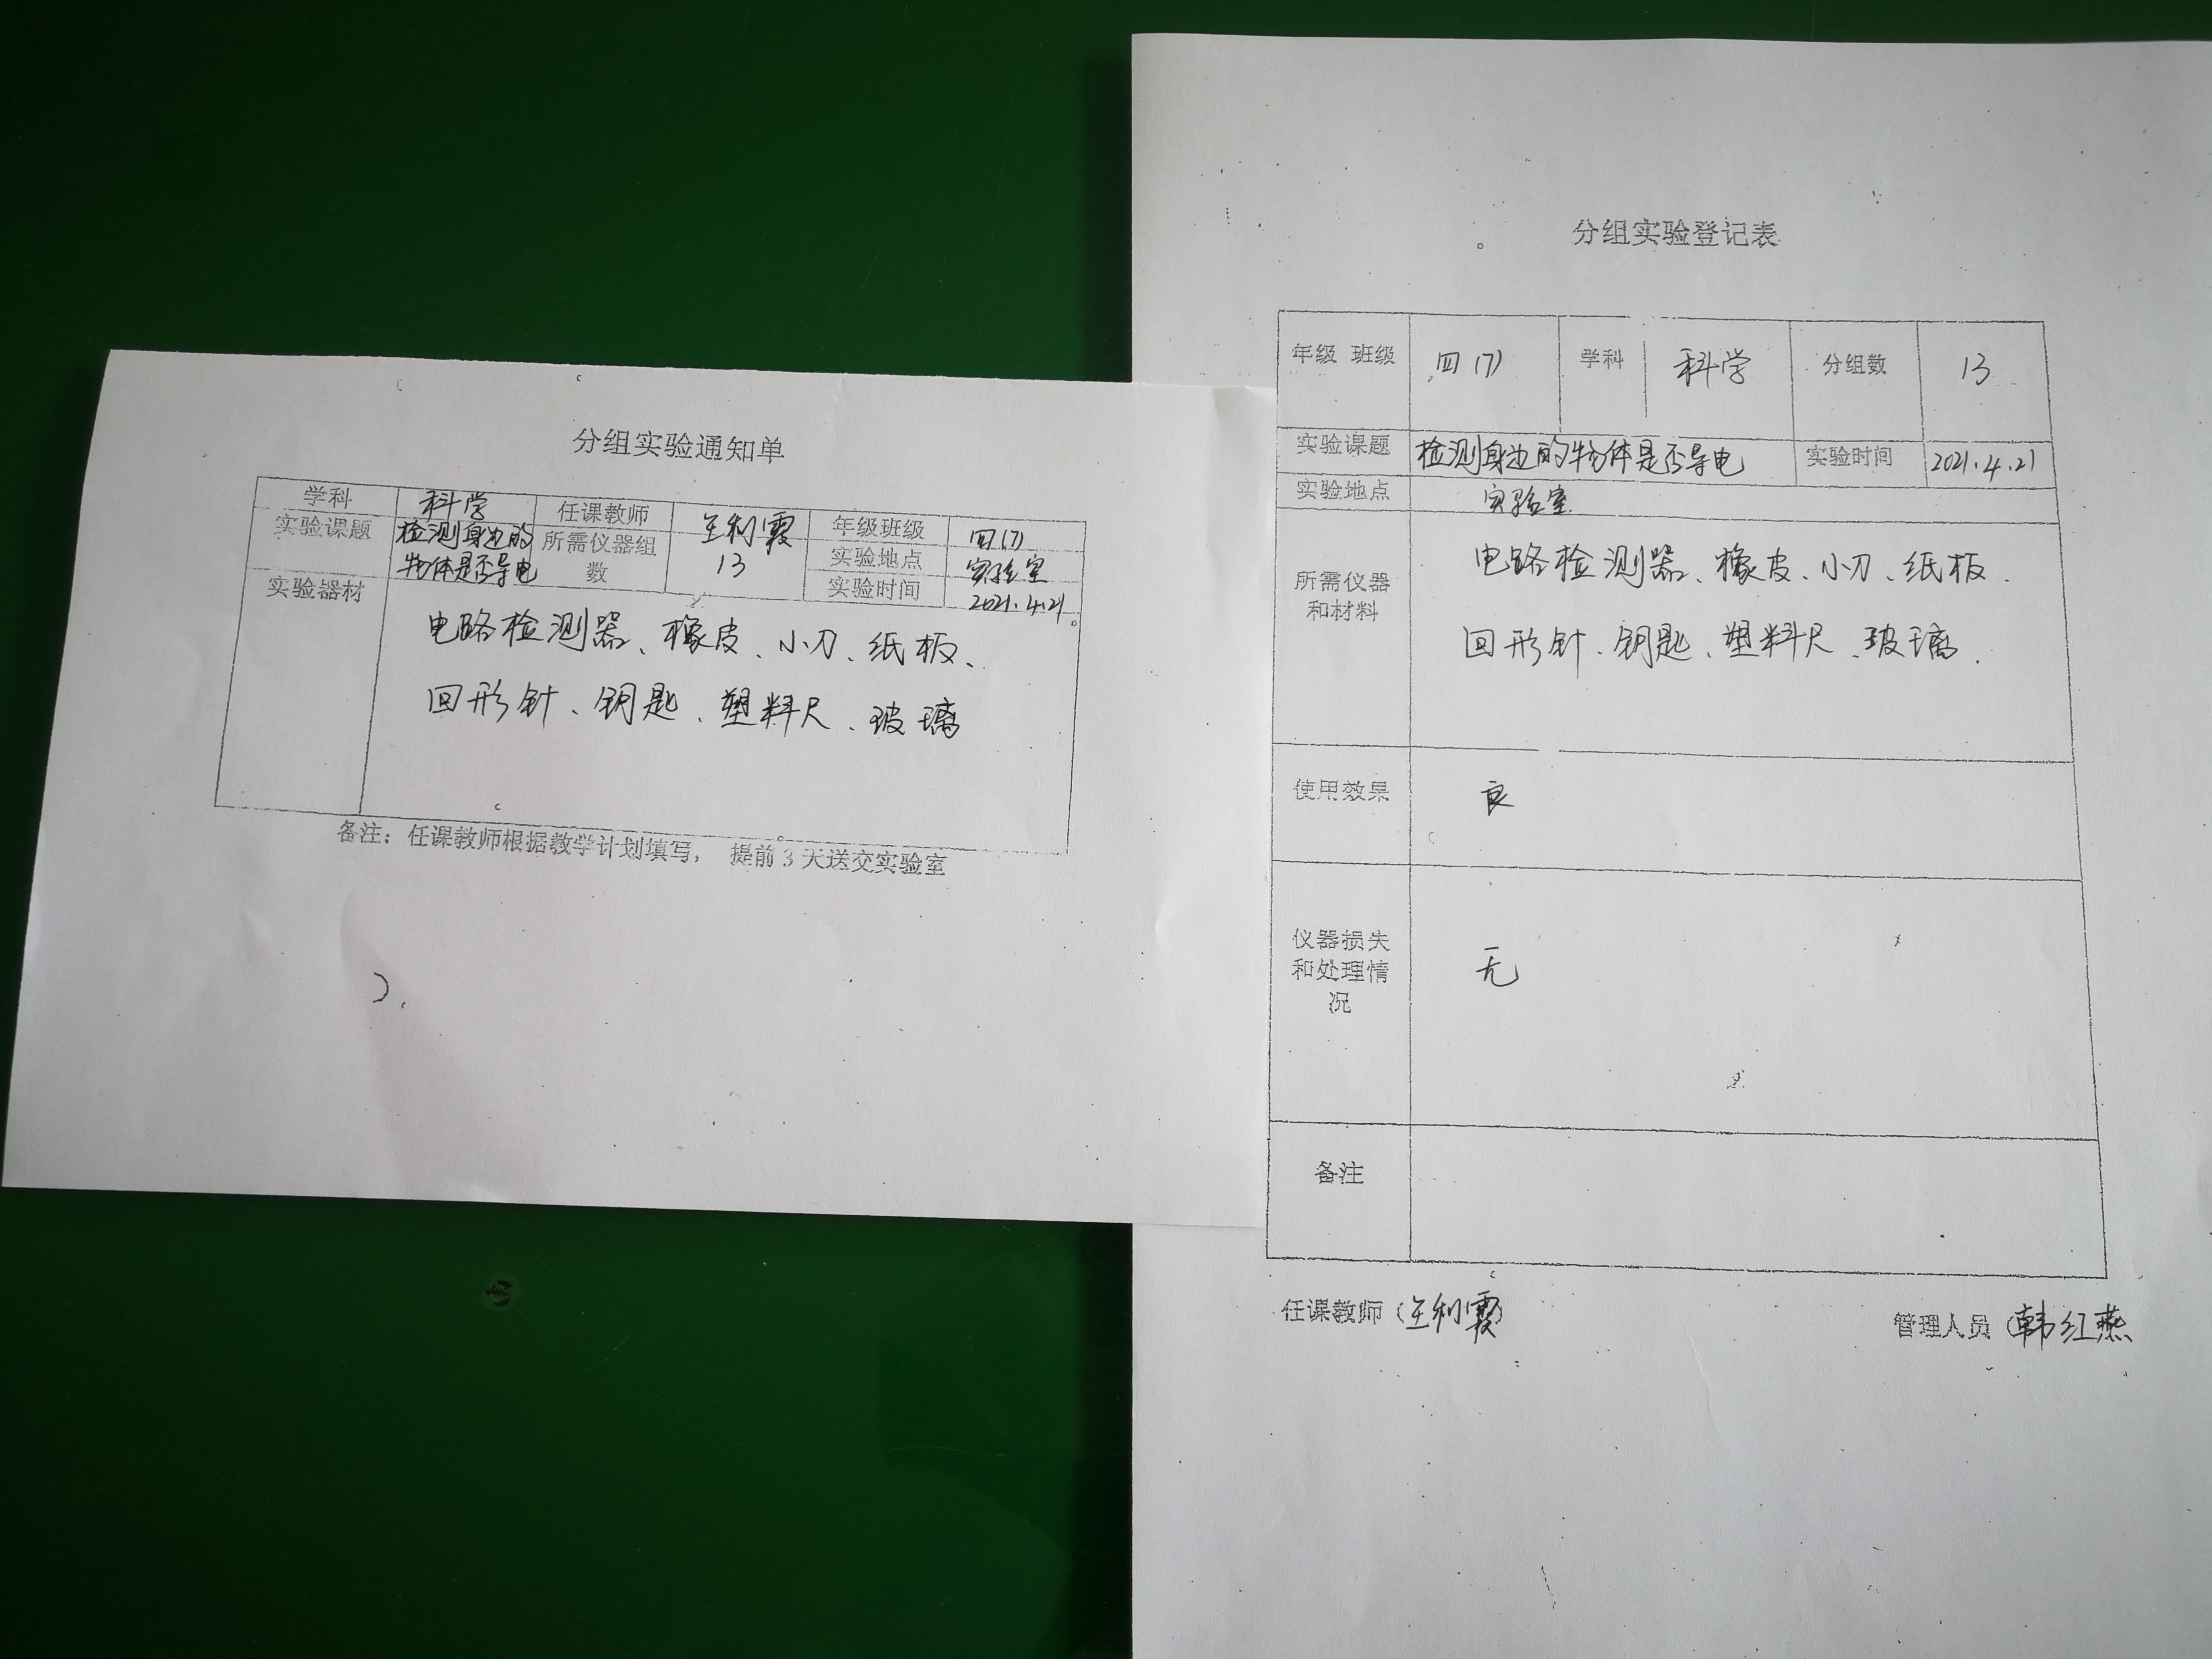 分组实验通知单
学科 科学 任课教师 王利霞 年级班级 四(7)
实验课题 检测身边的物体是否导电 所需仪器组数 13 实验地点 实验室
实验时间 2021.4.21
实验器材 电路检测器、橡皮、小刀、纸板、
回形针、钥匙、塑料尺、玻璃
备注：任课教师根据教学计划填写， 提前3天送交实验室
分组实验登记表
年级 班级 四(7) 学科 科学 分组数 13
实验课题 检测身边的物体是否导电 实验时间 2021.4.21
实验地点 实验室
所需仪器和材料 电路检测器、橡皮、小刀、纸板、
回形针、钥匙、塑料尺、玻璃.
使用效果 良
仪器损失和处理情况 无
备注
任课教师（王利霞） 管理人员（韩红燕